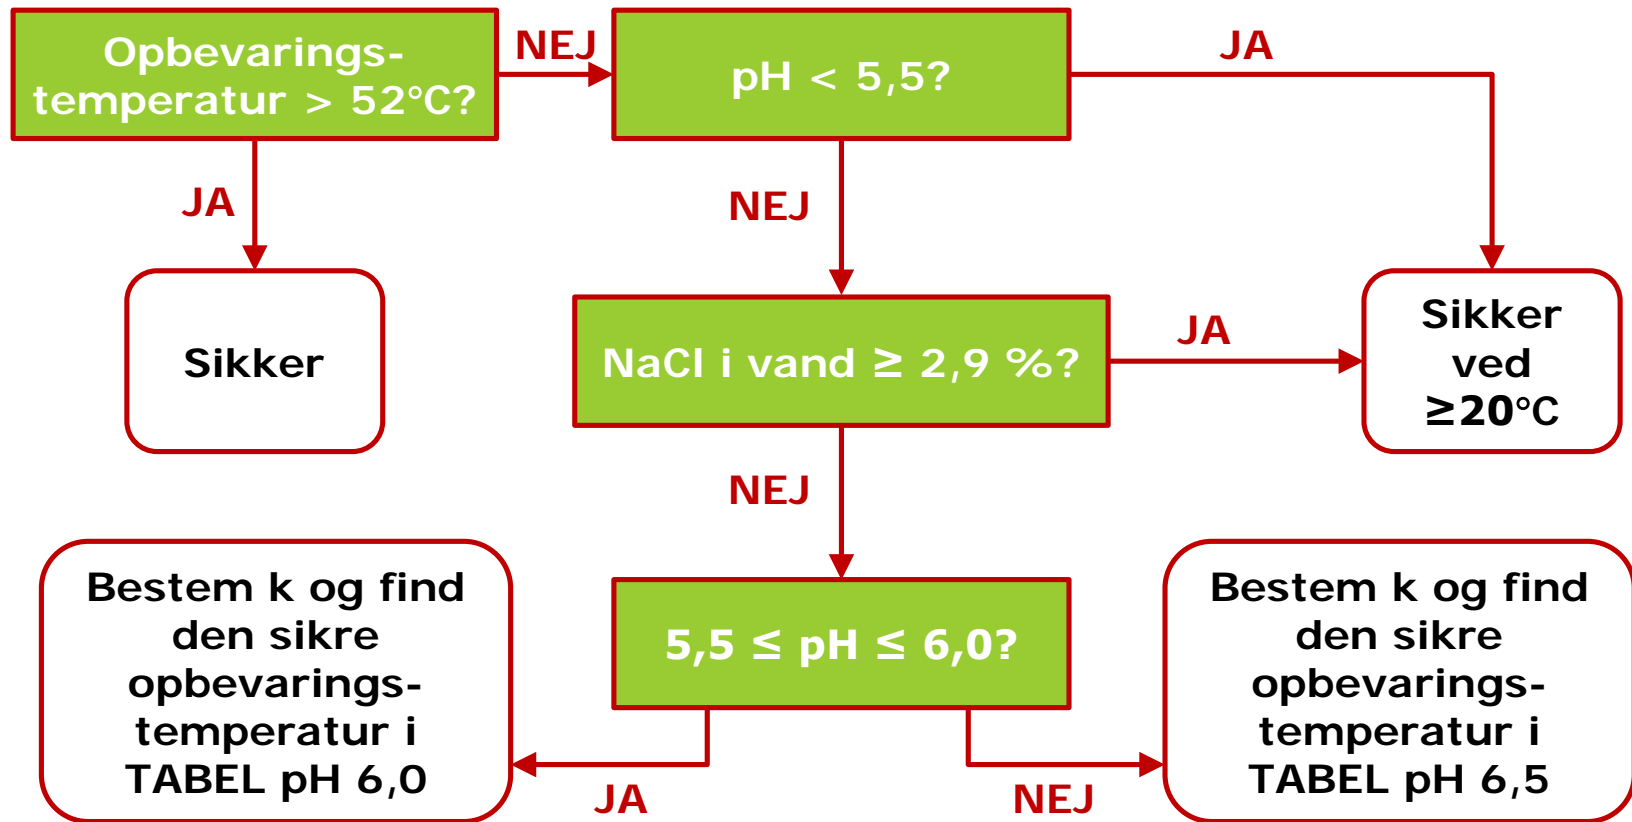 Opbevarings-
temperatur > 52°C?
NEJ
pH < 5,5?
JA
JA
NEJ
Sikker
NaCl i vand ≥ 2,9 %?
JA
Sikker
ved
≥20°C
NEJ
Bestem k og find
den sikre
opbevarings-
temperatur i
TABEL pH 6,0
5,5 ≤ pH ≤ 6,0?
Bestem k og find
den sikre
opbevarings-
temperatur i
TABEL pH 6,5
JA
NEJ